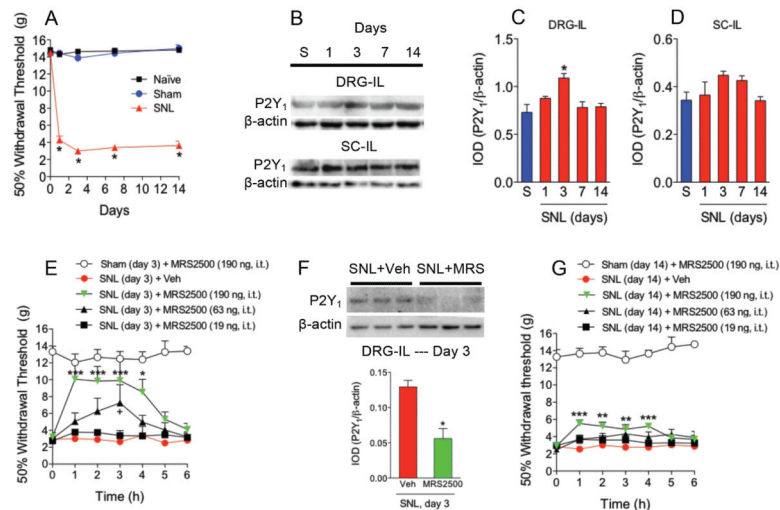 A
50% Withdrawal Threshold (g)
16
14
12
10
8
6
4
2
0
Naïve
Sham
SNL
* * * *
0 2 4 6 8 10 12 14
Days
B
Days
S 1 3 7 14
DRG-IL
P2Y1
β-actin
SC-IL
P2Y1
β-actin
C
DRG-IL
IOD (P2Y1/β-actin)
1.5
1.0
0.5
0.0
*
S 1 3 7 14
SNL (days)
D
SC-IL
IOD (P2Y1/β-actin)
0.6
0.4
0.2
0.0
S 1 3 7 14
SNL (days)
E
Sham (day 3) + MRS2500 (190 ng, i.t.)
SNL (day 3) + Veh
SNL (day 3) + MRS2500 (190 ng, i.t.)
SNL (day 3) + MRS2500 (63 ng, i.t.)
SNL (day 3) + MRS2500 (19 ng, i.t.)
50% Withdrawal Threshold (g)
16
14
12
10
8
6
4
2
0
*** *** *** *
+
0 1 2 3 4 5 6
Time (h)
F
SNL+Veh SNL+MRS
P2Y1
β-actin
DRG-IL --- Day 3
IOD (P2Y1/β-actin)
0.15
0.10
0.05
0.00
*
Veh MRS2500
SNL, day 3
G
Sham (day 14) + MRS2500 (190 ng, i.t.)
SNL (day 14) + Veh
SNL (day 14) + MRS2500 (190 ng, i.t.)
SNL (day 14) + MRS2500 (63 ng, i.t.)
SNL (day 14) + MRS2500 (19 ng, i.t.)
50% Withdrawal threshold (g)
16
14
12
10
8
6
4
2
0
*** ** ** ***
0 1 2 3 4 5 6
Time (h)